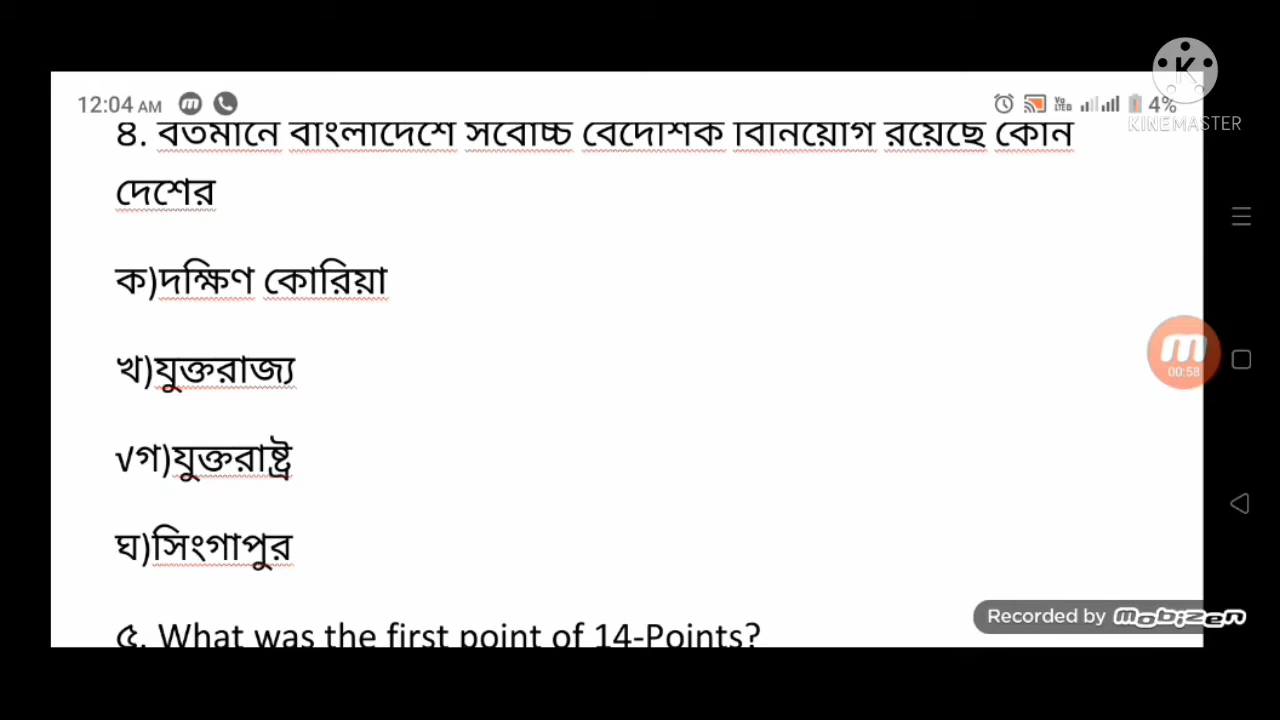 12:04 AM
4%
KINEMASTER
৪. বর্তমানে বাংলাদেশে সর্বোচ্চ বৈদেশিক বিনিয়োগ রয়েছে কোন
দেশের
ক)দক্ষিণ কোরিয়া
খ)যুক্তরাজ্য
√গ)যুক্তরাষ্ট্র
ঘ)সিংগাপুর
00:58
Recorded by mobizen
৫. What was the first point of 14-Points?